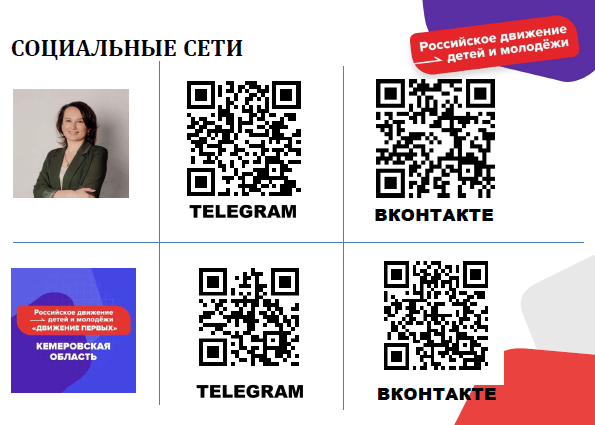 СОЦИАЛЬНЫЕ СЕТИ
Российское движение
детей и молодёжи
TELEGRAM
ВКОНТАКТЕ
Российское движение
детей и молодёжи
«ДВИЖЕНИЕ ПЕРВЫХ»
КЕМЕРОВСКАЯ
ОБЛАСТЬ
TELEGRAM
ВКОНТАКТЕ